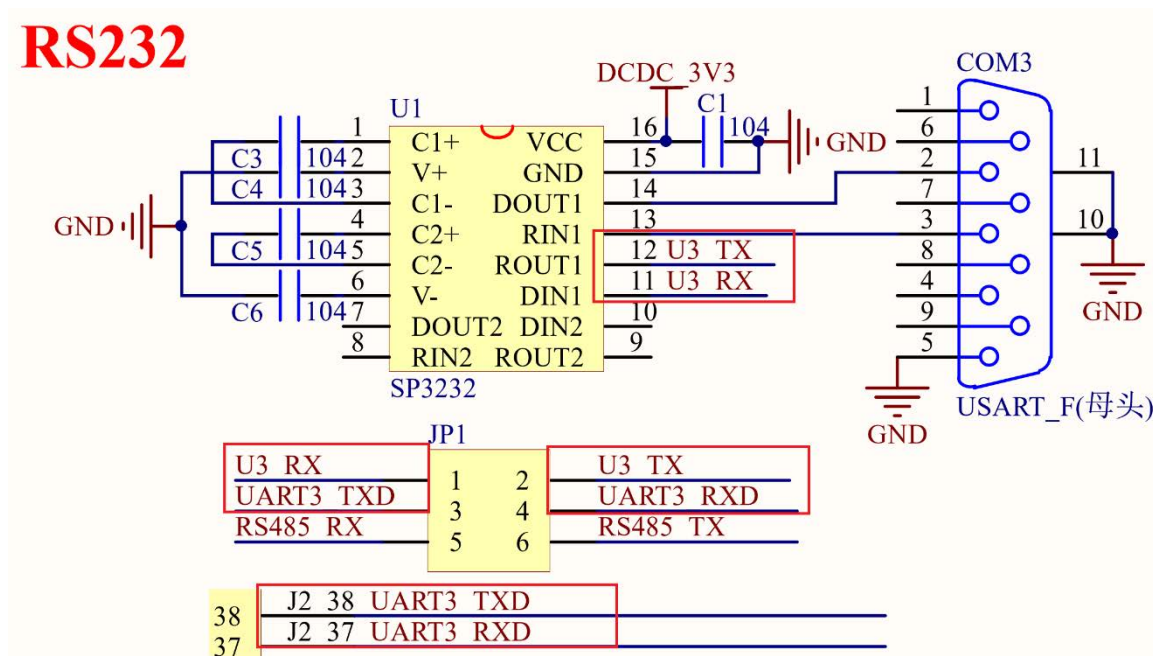 RS232
COM3
DCDC_3V3
U1
C1
1
16
104
GND
1
C1+
VCC
6
C3
104
2
V+
GND
15
2
11
C4
104
3
C1-
DOUT1
14
7
GND
4
C2+
RIN1
13
3
10
C5
104
5
C2-
ROUT1
12
U3_TX
8
6
V-
DIN1
11
U3_RX
4
GND
C6
104
7
DOUT2
DIN2
10
9
8
RIN2
ROUT2
9
5
SP3232
USART_F(母头)
GND
JP1
U3_RX
1
2
U3_TX
UART3_TXD
3
4
UART3_RXD
RS485_RX
5
6
RS485_TX
38
J2_38
UART3_TXD
37
J2_37
UART3_RXD